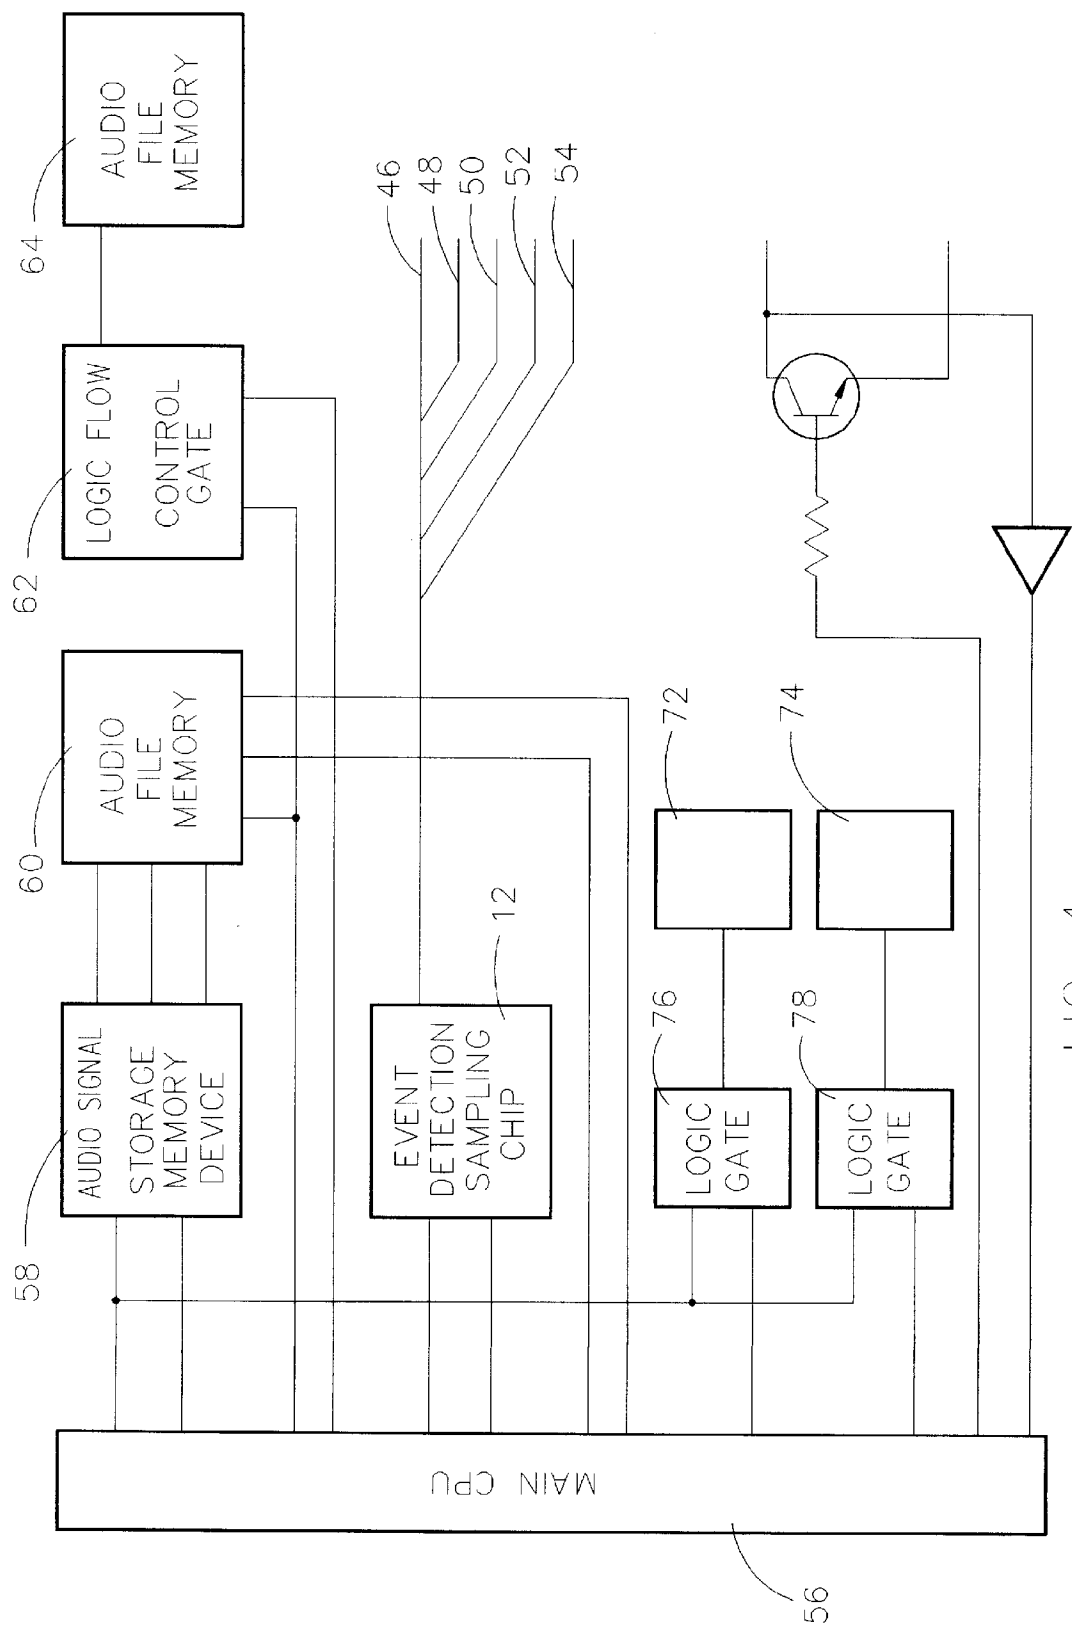 64
AUDIO
FILE
MEMORY
62
LOGIC FLOW
CONTROL
GATE
60
AUDIO
FILE
MEMORY
58
AUDIO SIGNAL
STORAGE
MEMORY
DEVICE
46
48
50
52
54
12
EVENT
DETECTION
SAMPLING
CHIP
72
74
76
LOGIC
GATE
78
LOGIC
GATE
MAIN CPU
56